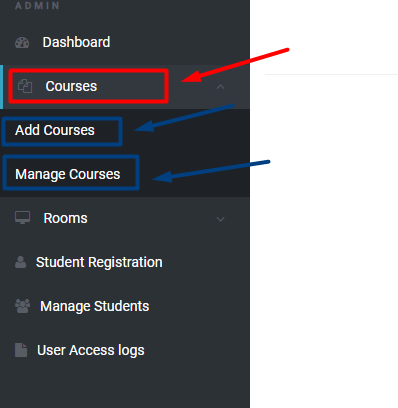 ADMIN
Dashboard
Courses
Add Courses
Manage Courses
Rooms
Student Registration
Manage Students
User Access logs